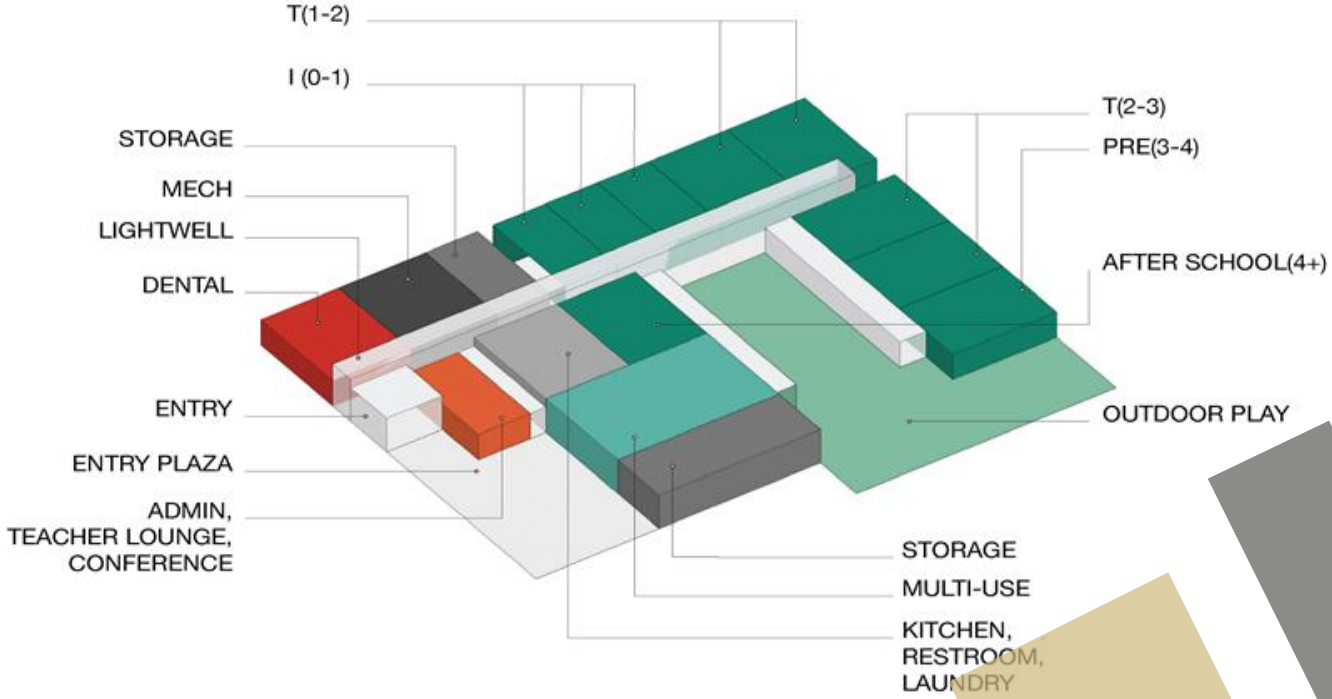 T(1-2)
I (0-1)
STORAGE
MECH
LIGHTWELL
DENTAL
ENTRY
ENTRY PLAZA
ADMIN,
TEACHER LOUNGE,
CONFERENCE
T(2-3)
PRE(3-4)
AFTER SCHOOL(4+)
OUTDOOR PLAY
STORAGE
MULTI-USE
KITCHEN,
RESTROOM,
LAUNDRY